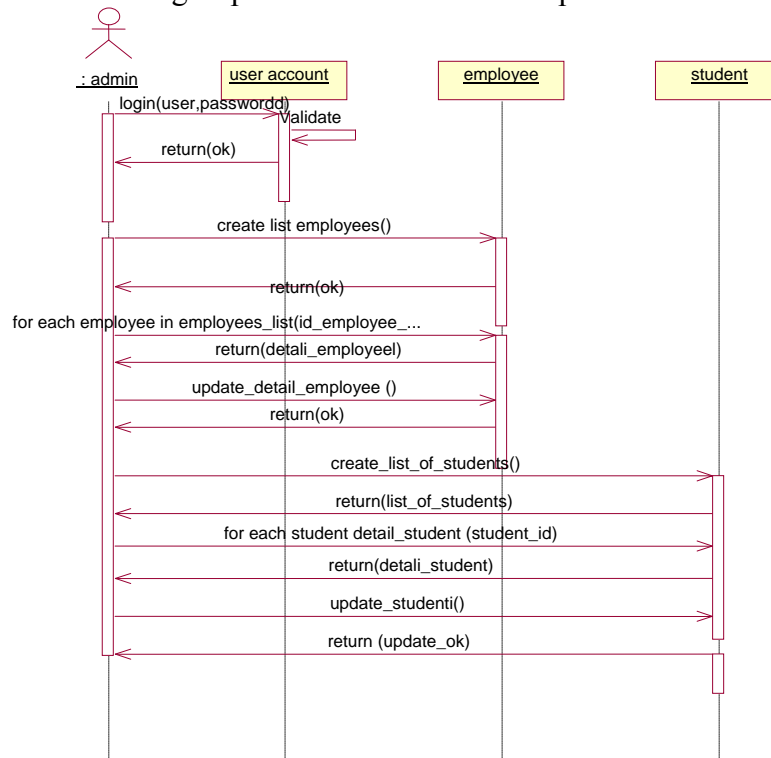 : admin
user account
employee
student
login(user,passwordd)
Validate
return(ok)
create list employees()
return(ok)
for each employee in employees_list(id_employee_...
return(detali_employeel)
update_detail_employee ()
return(ok)
create_list_of_students()
return(list_of_students)
for each student detail_student (student_id)
return(detali_student)
update_studenti()
return (update_ok)